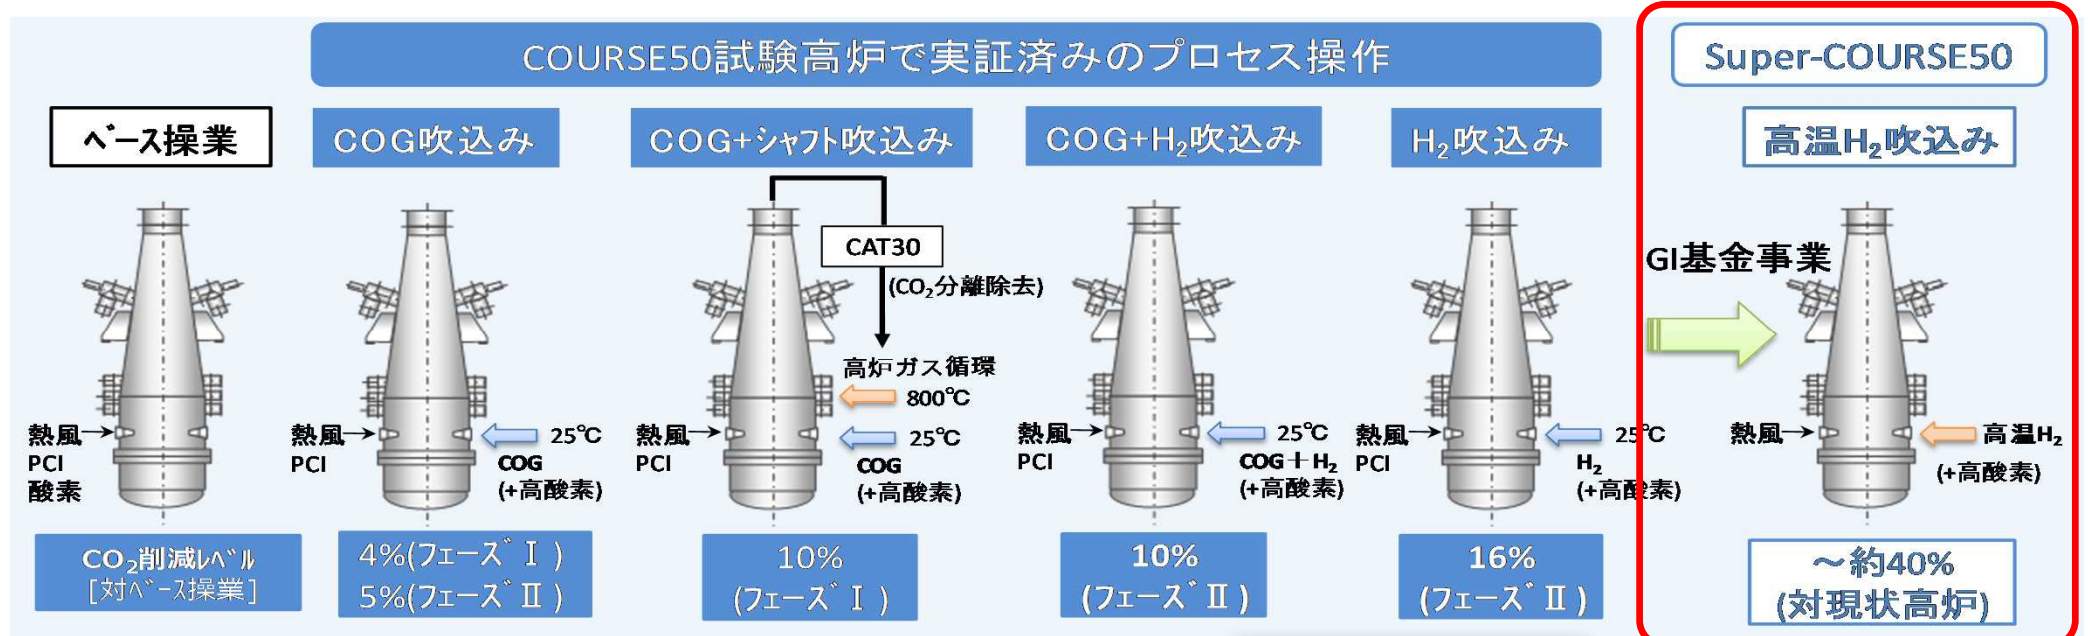 COURSE50試験高炉で実証済みのプロセス操作
Super-COURSE50
ベース操業
COG吹込み
COG+シャフト吹込み
COG+H₂吹込み
H₂吹込み
高温H₂吹込み
熱風
PCI
酸素
CO₂削減レベル
[対ベース操業]
熱風
PCI
25℃
COG
(+高酸素)
4%(フェーズⅠ)
5%(フェーズⅡ)
CAT30
(CO₂分離除去)
高炉ガス循環
800℃
熱風
PCI
25℃
COG
(+高酸素)
10%
(フェーズⅠ)
熱風
PCI
25℃
COG+H₂
(+高酸素)
10%
(フェーズⅡ)
熱風
PCI
25℃
H₂
(+高酸素)
16%
(フェーズⅡ)
GI基金事業
熱風
高温H₂
(+高酸素)
～約40%
(対現状高炉)